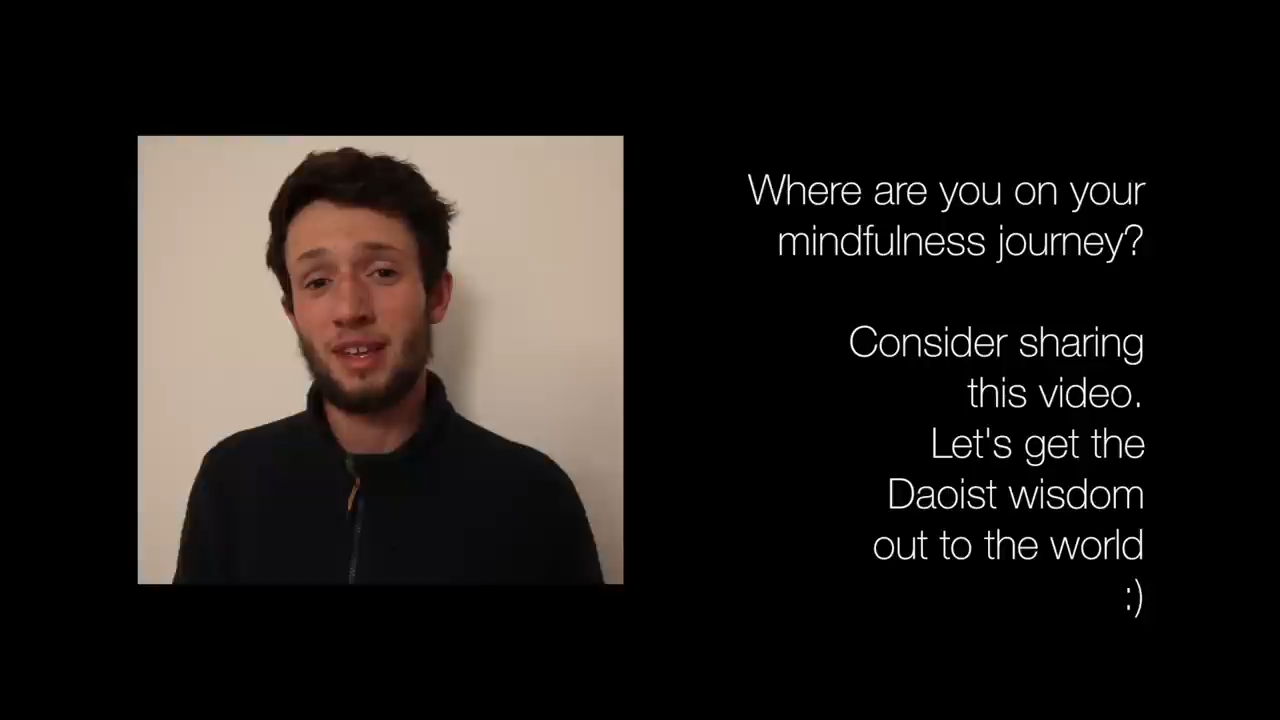 Where are you on your
mindfulness journey?
Consider sharing
this video.
Let's get the
Daoist wisdom
out to the world
:)